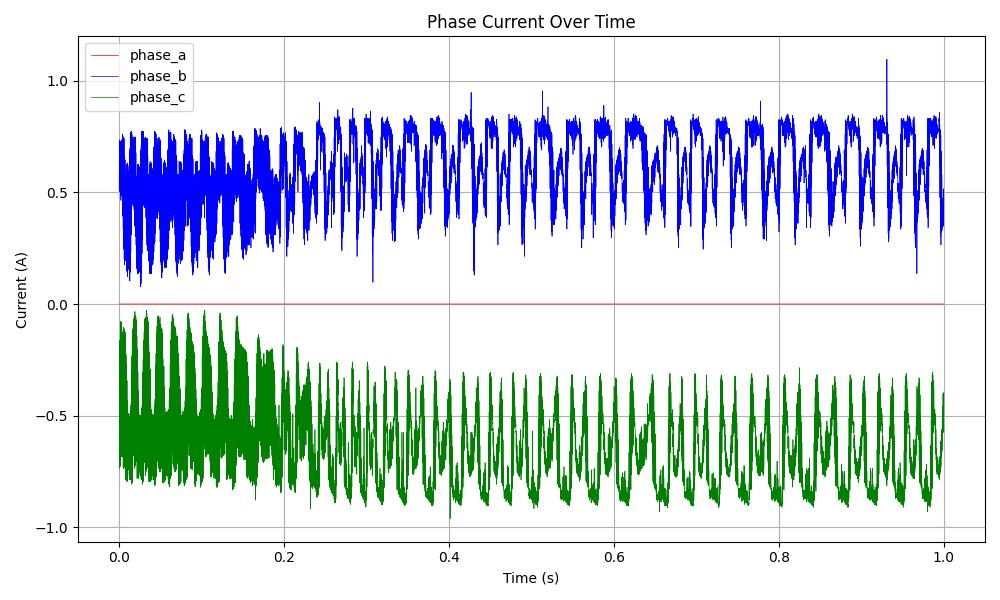 Phase Current Over Time
phase_a
phase_b
phase_c
Current (A)
1.0
0.5
0.0
−0.5
−1.0
0.0 0.2 0.4 0.6 0.8 1.0
Time (s)